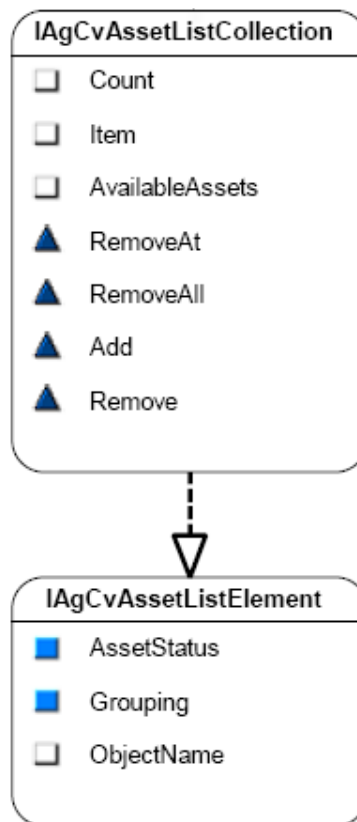 IAgCvAssetListCollection
Count
Item
AvailableAssets
RemoveAt
RemoveAll
Add
Remove
IAgCvAssetListElement
AssetStatus
Grouping
ObjectName